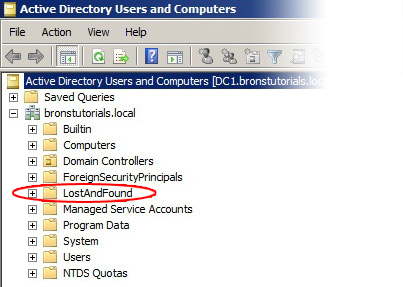 Active Directory Users and Computers
File Action View Help
Active Directory Users and Computers [DC1.bronstutorials.loc
Saved Queries
bronstutorials.local
Builtin
Computers
Domain Controllers
ForeignSecurityPrincipals
LostAndFound
Managed Service Accounts
Program Data
System
Users
NTDS Quotas